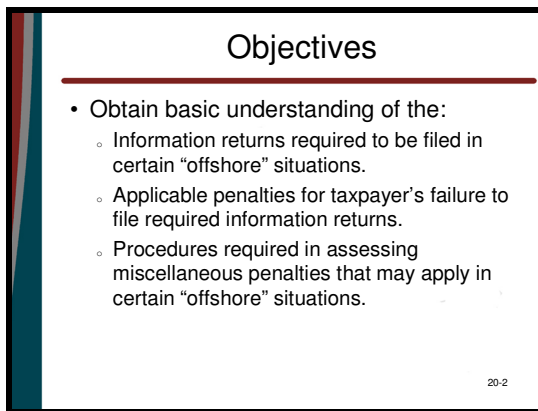 Objectives
• Obtain basic understanding of the:
○ Information returns required to be filed in
certain “offshore” situations.
○ Applicable penalties for taxpayer’s failure to
file required information returns.
○ Procedures required in assessing
miscellaneous penalties that may apply in
certain “offshore” situations.
20-2